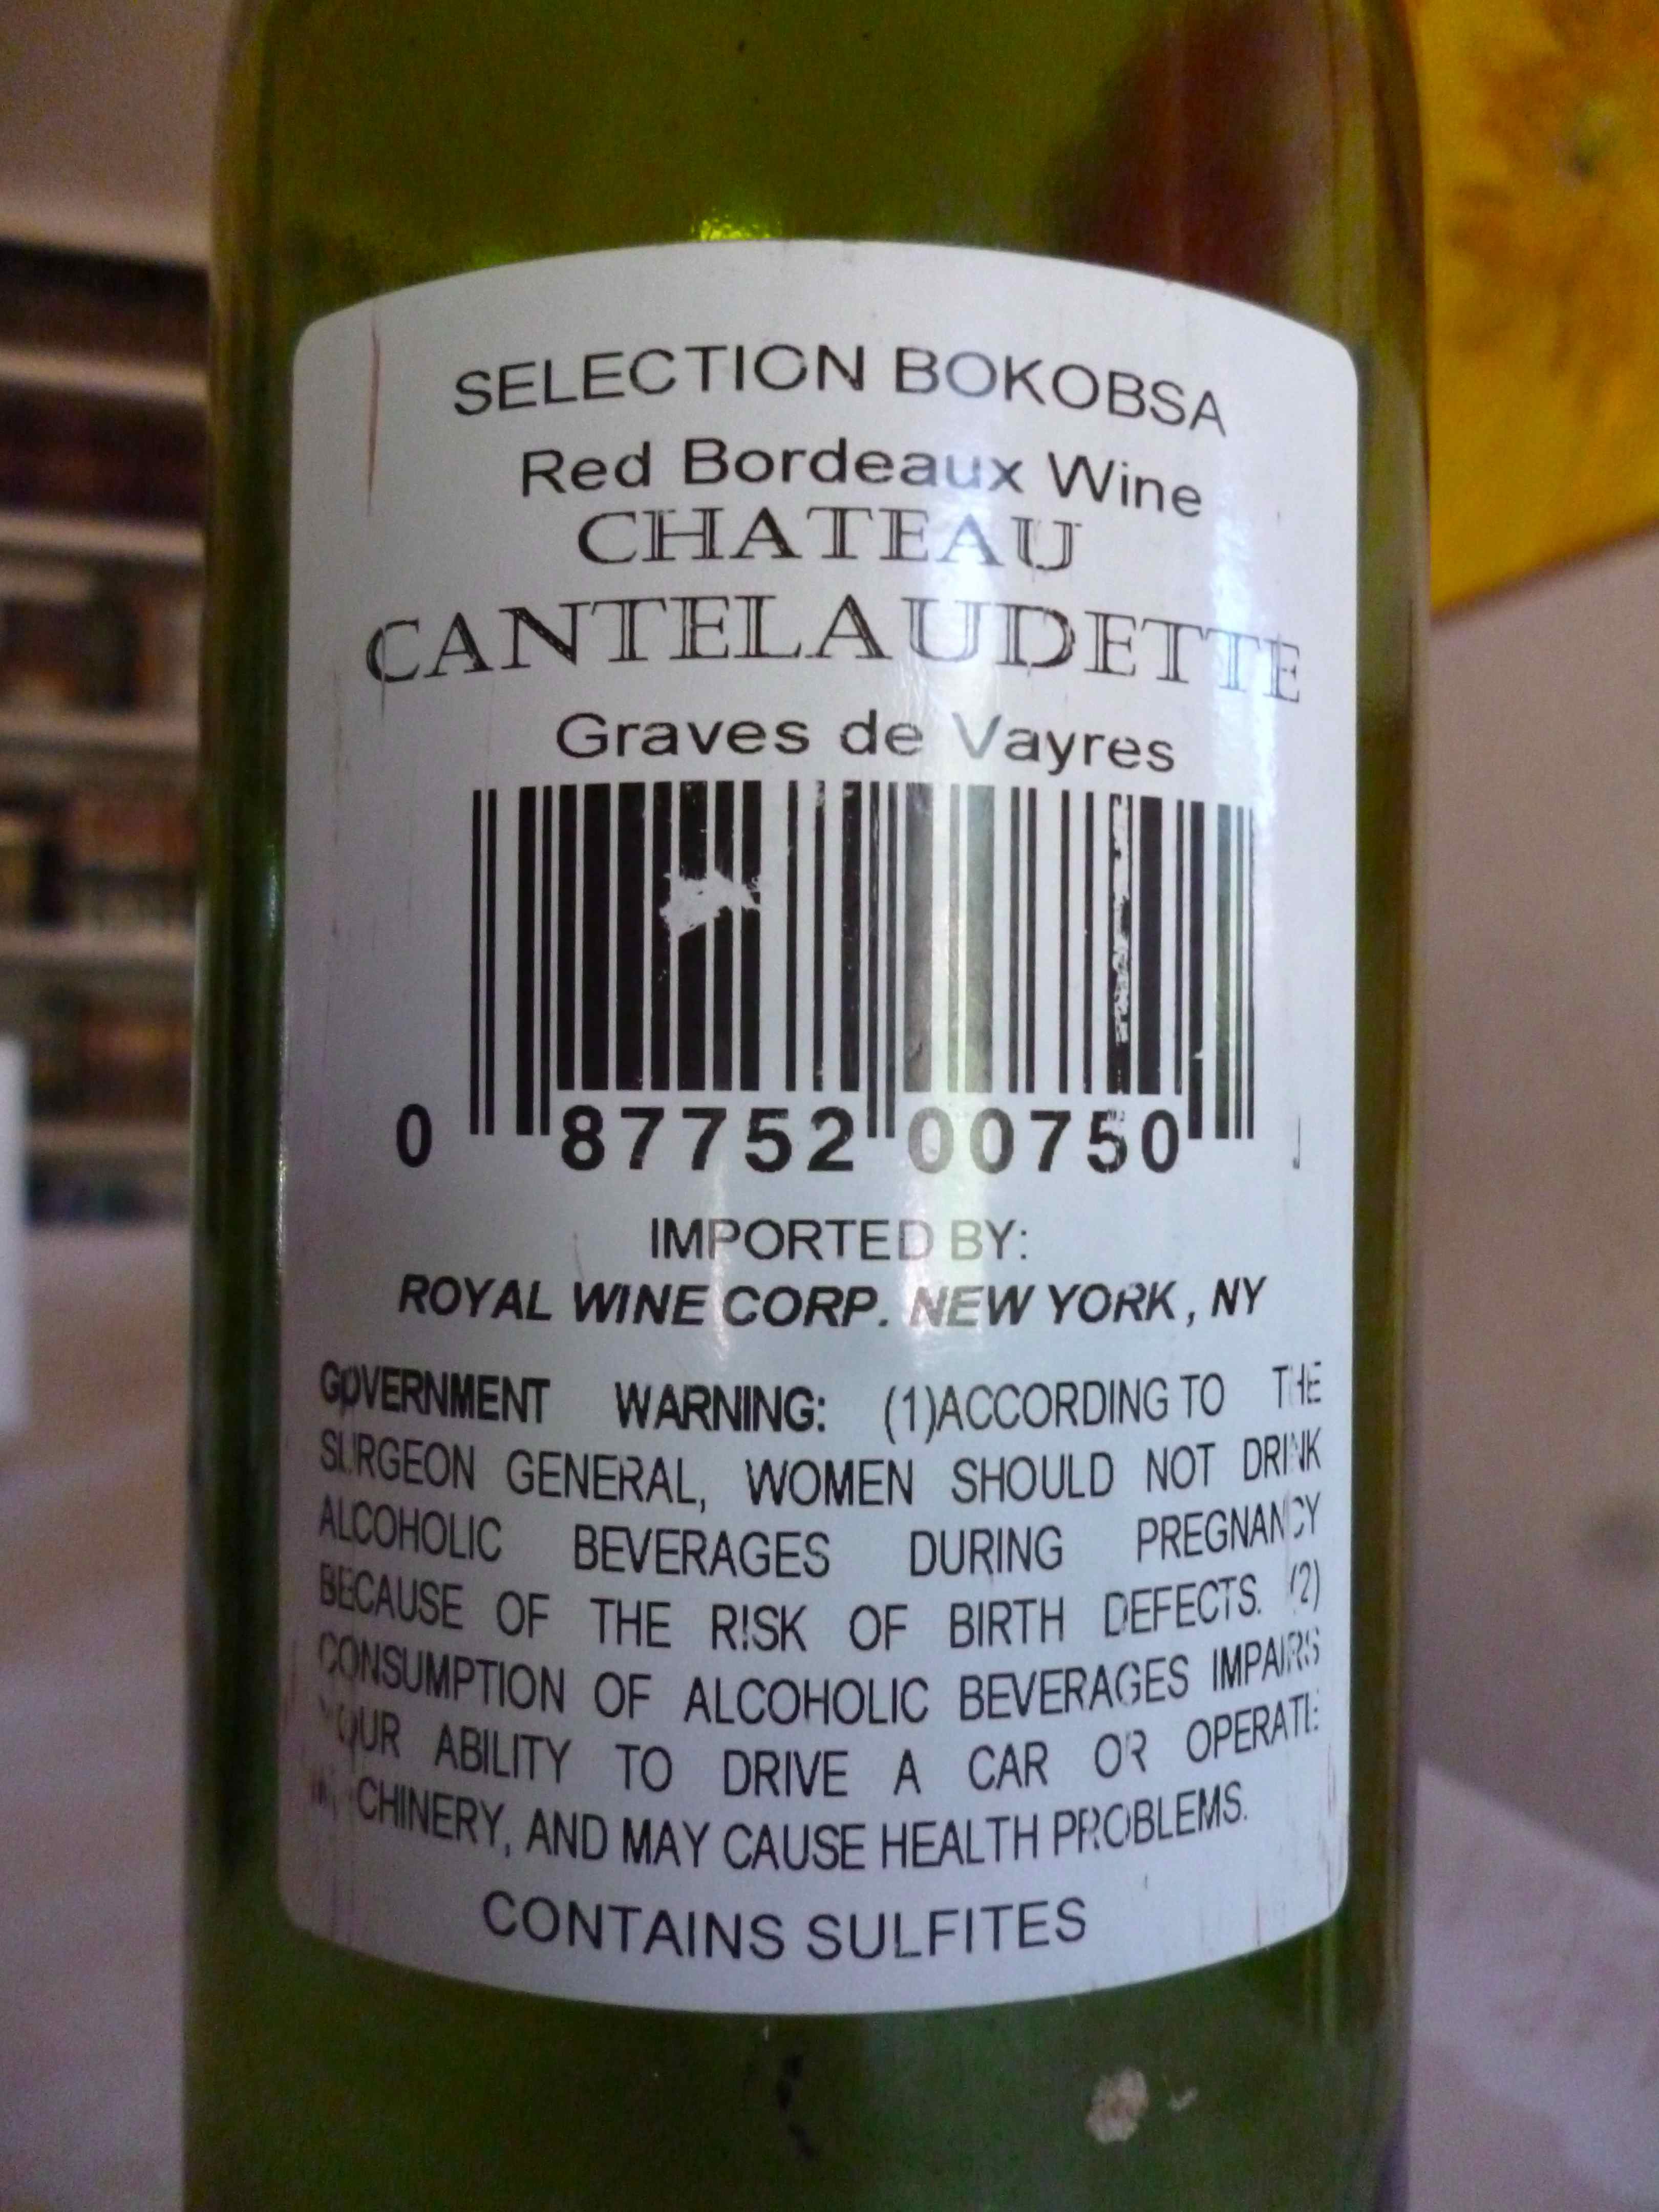 SELECTION BOKOBSA
Red Bordeaux Wine
CHATEAU
CANTELAUDETTE
Graves de Vayres
0 87752 00750
IMPORTED BY:
ROYAL WINE CORP. NEW YORK, NY
GOVERNMENT WARNING: (1)ACCORDING TO THE
SURGEON GENERAL, WOMEN SHOULD NOT DRINK
ALCOHOLIC BEVERAGES DURING PREGNANCY
BECAUSE OF THE RISK OF BIRTH DEFECTS. (2)
CONSUMPTION OF ALCOHOLIC BEVERAGES IMPAIRS
YOUR ABILITY TO DRIVE A CAR OR OPERATE
MACHINERY, AND MAY CAUSE HEALTH PROBLEMS.
CONTAINS SULFITES